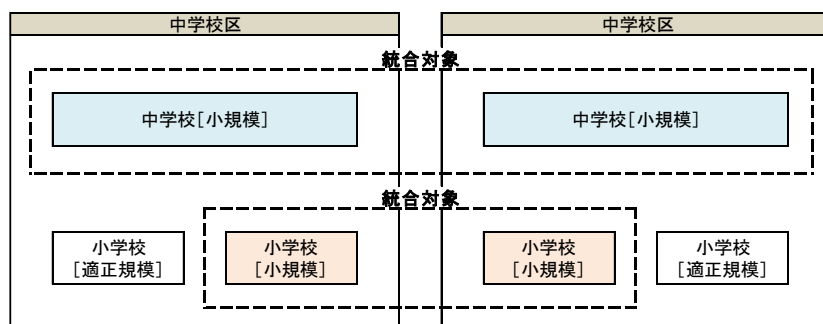 中学校区
中学校区
統合対象
中学校[小規模]
中学校[小規模]
統合対象
小学校
[適正規模]
小学校
[小規模]
小学校
[小規模]
小学校
[適正規模]